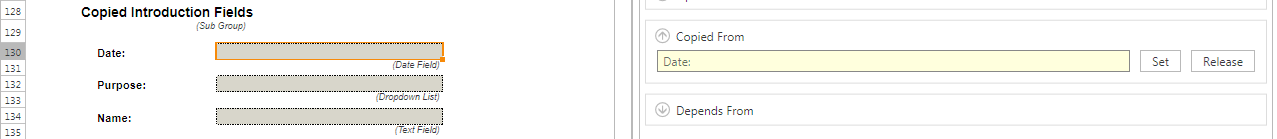 128 Copied Introduction Fields
129 (Sub Group)
130 Date:
131 (Date Field)
132 Purpose:
133 (Dropdown List)
134 Name:
135 (Text Field)
Copied From
Date: Set Release
Depends From